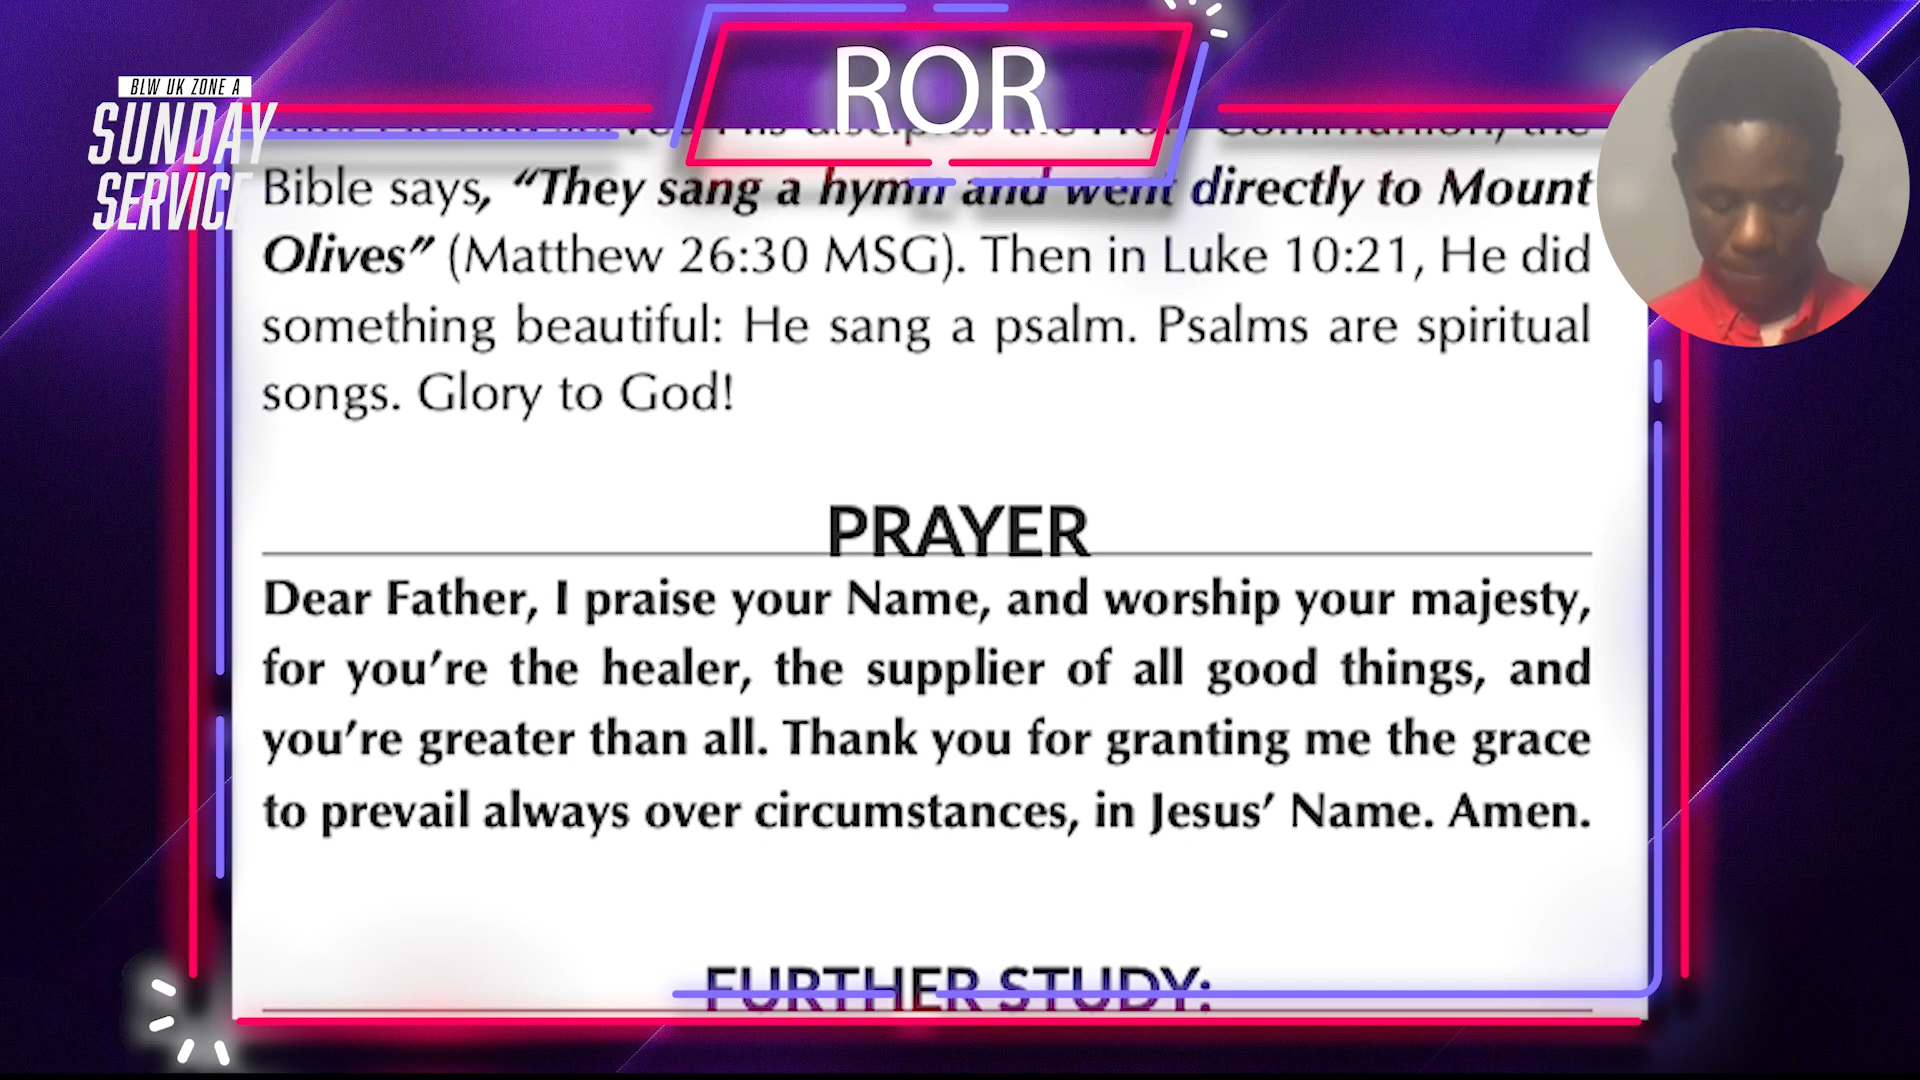 ROR
BLW UK ZONE A
SUNDAY
SERVICE
Bible says, “They sang a hymn and went directly to Mount
Olives” (Matthew 26:30 MSG). Then in Luke 10:21, He did
something beautiful: He sang a psalm. Psalms are spiritual
songs. Glory to God!
PRAYER
Dear Father, I praise your Name, and worship your majesty,
for you’re the healer, the supplier of all good things, and
you’re greater than all. Thank you for granting me the grace
to prevail always over circumstances, in Jesus’ Name. Amen.
FURTHER STUDY: